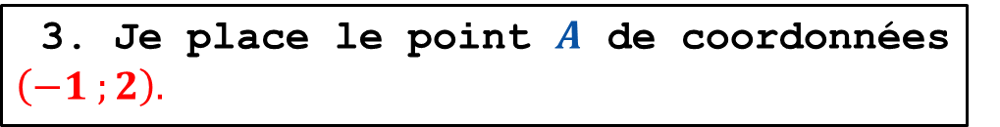 3. Je place le point A de coordonnées
(−1 ; 2).